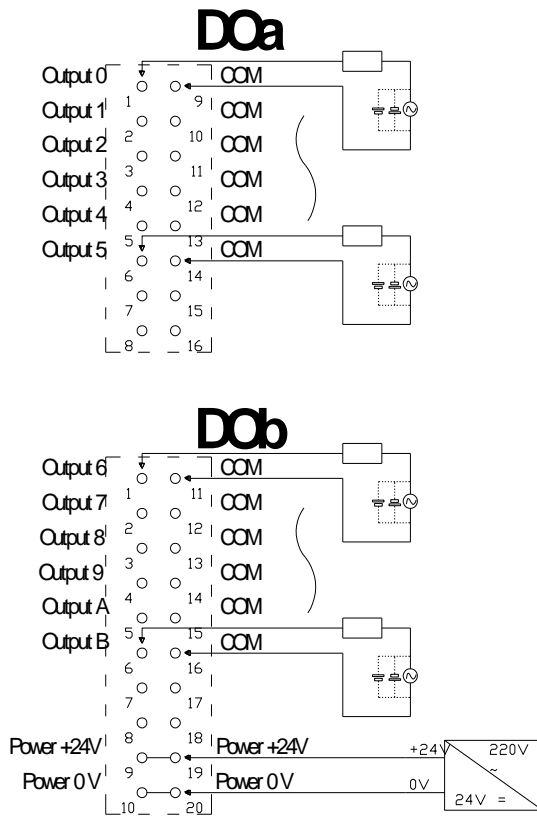 DOa
Output 0 COM
1 9
Output 1 COM
2 10
Output 2 COM
3 11
Output 3 COM
4 12
Output 4 COM
5 13
Output 5 COM
6 14
7 15
8 16
DOb
Output 6 COM
1 11
Output 7 COM
2 12
Output 8 COM
3 13
Output 9 COM
4 14
Output A COM
5 15
Output B COM
6 16
7 17
8 18
Power +24V Power +24V +24V 220V
~
9 19
Power 0V Power 0V 0V
24V =
10 20